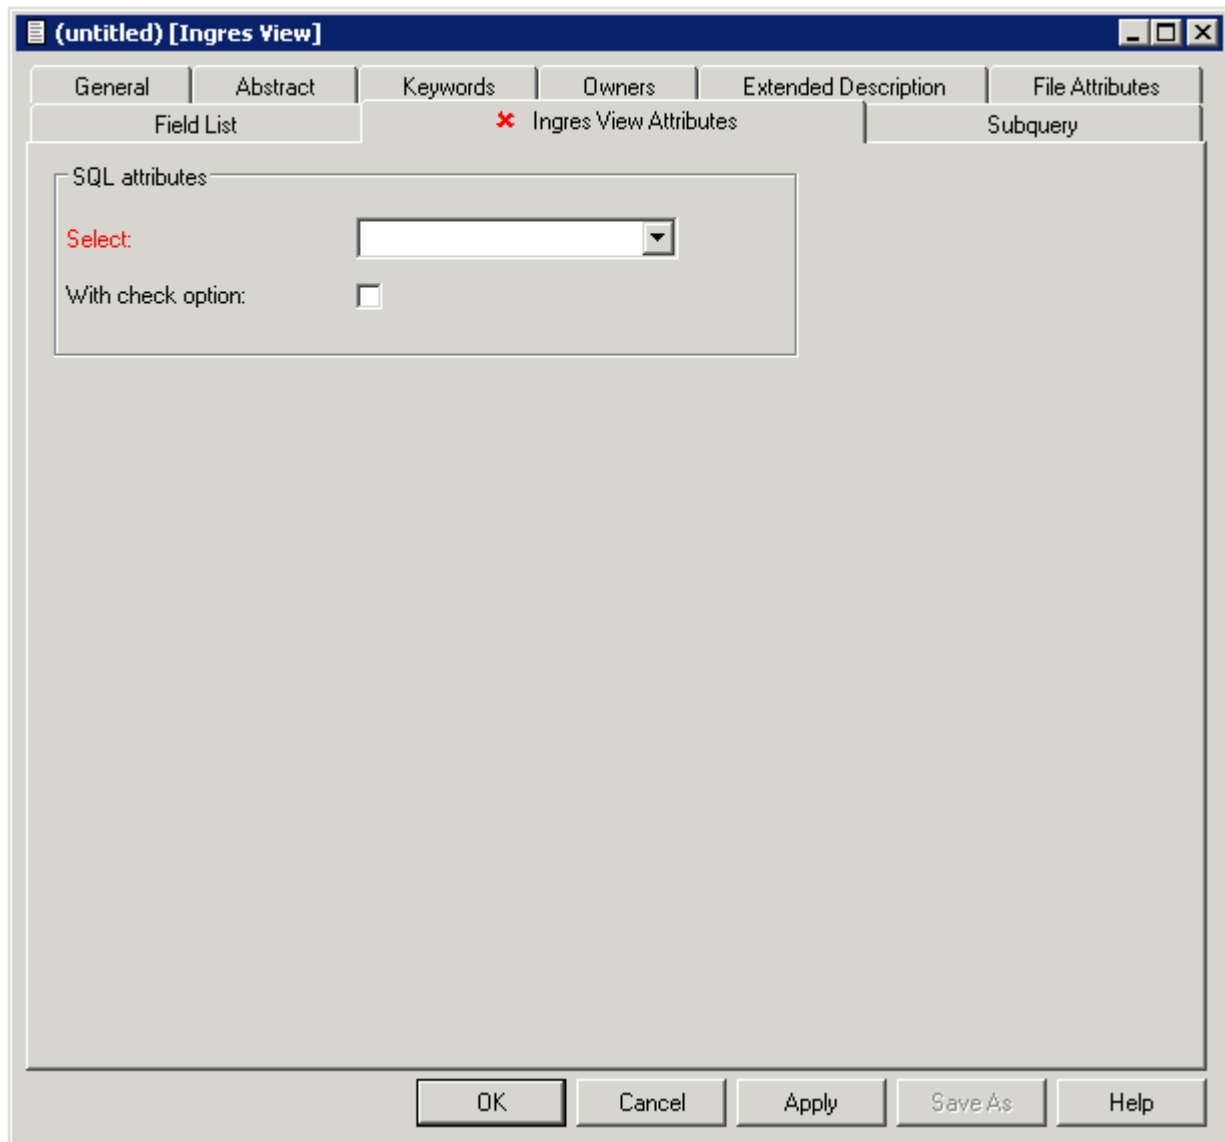 (untitled) [Ingres View]
General Abstract Keywords Owners Extended Description File Attributes
Field List Ingres View Attributes Subquery
SQL attributes
Select:
With check option:
OK Cancel Apply Save As Help